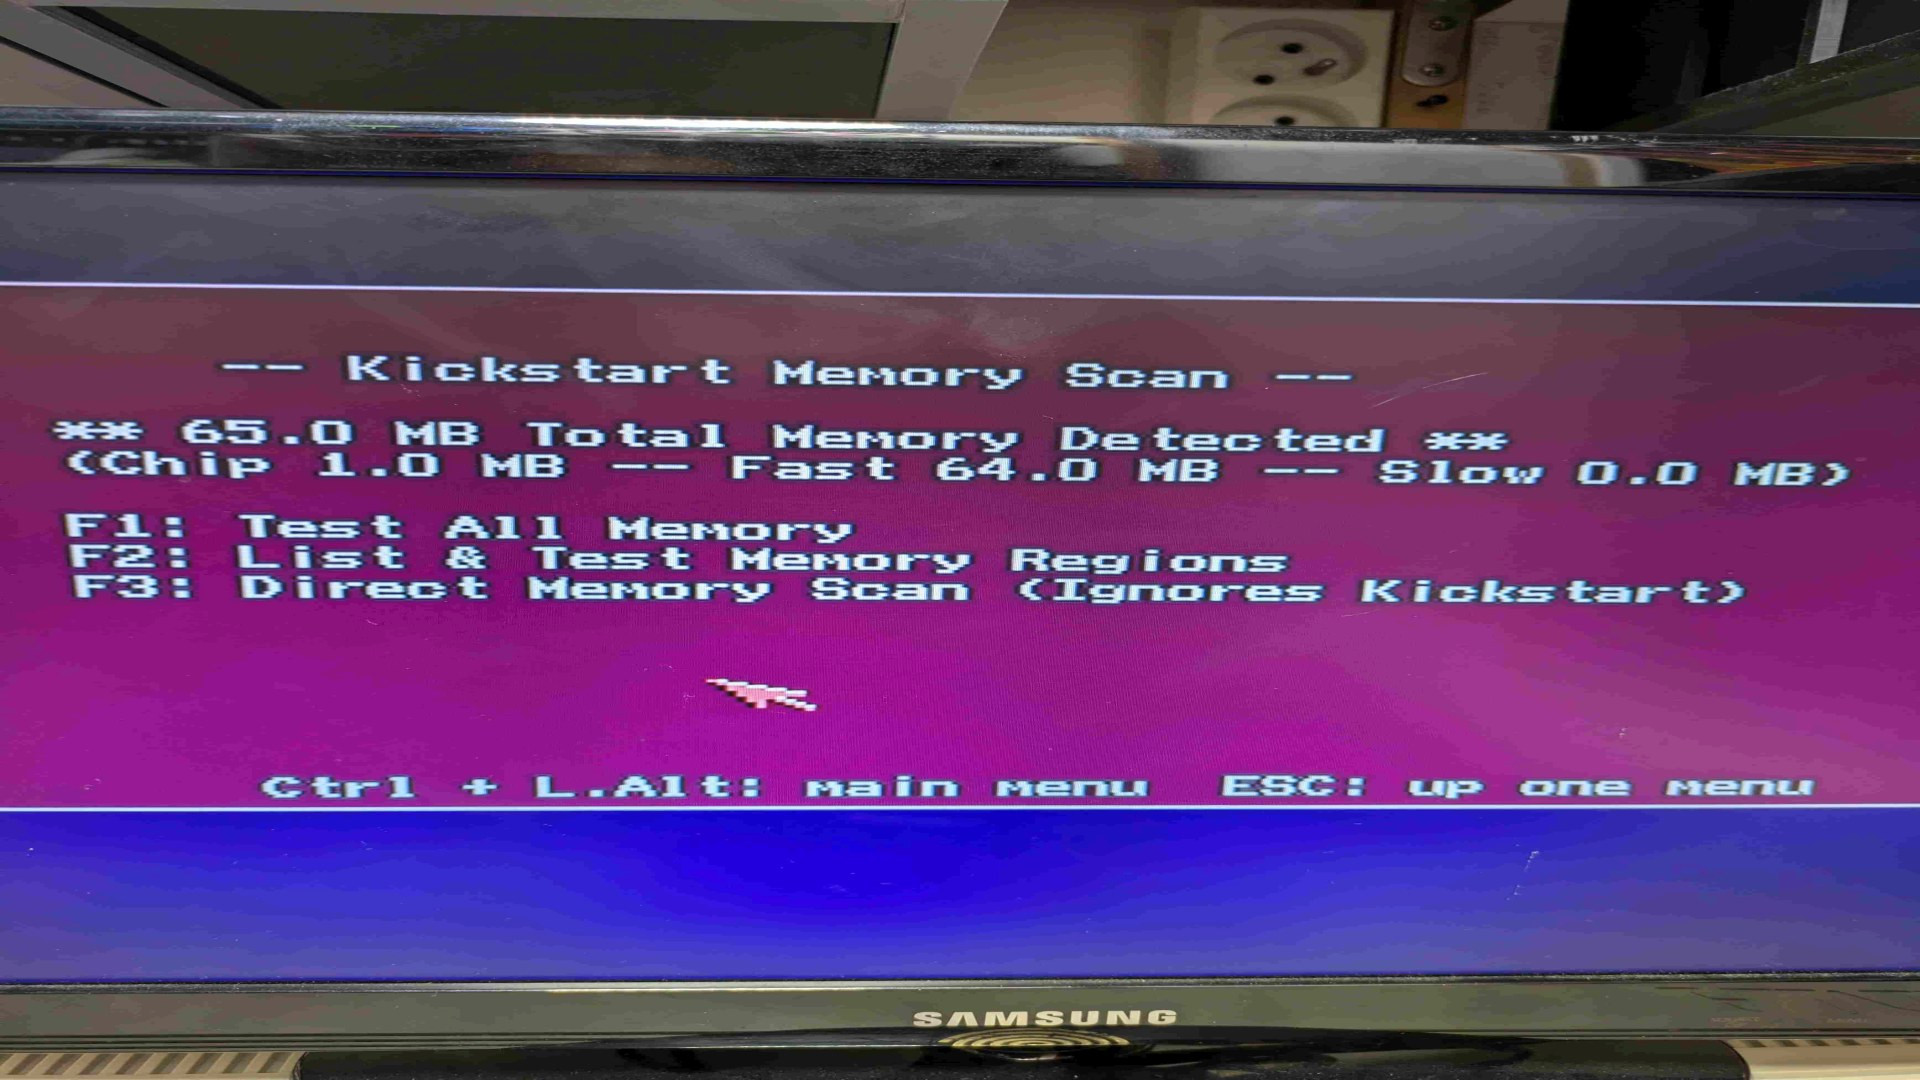 -- Kickstart Memory Scan --
** 65.0 MB Total Memory Detected **
(Chip 1.0 MB -- Fast 64.0 MB -- Slow 0.0 MB)
F1: Test All Memory
F2: List & Test Memory Regions
F3: Direct Memory Scan (Ignores Kickstart)
Ctrl + L.Alt: main menu ESC: up one menu
SAMSUNG